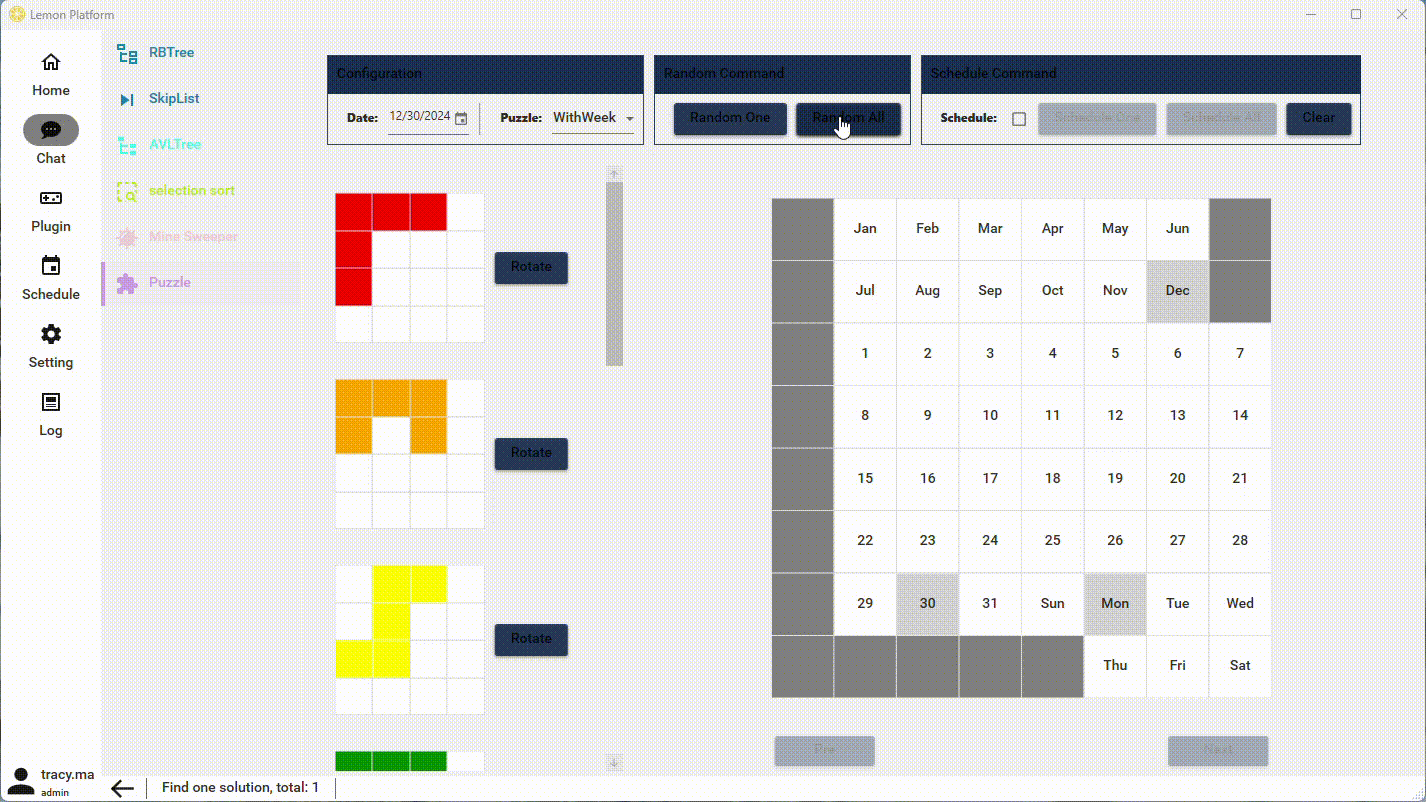 Lemon Platform
Home
Chat
Plugin
Schedule
Setting
Log
tracy.ma
admin
RBTree
SkipList
AVLTree
selection sort
Mine Sweeper
Puzzle
Configuration
Date: 12/30/2024 Puzzle: WithWeek
Random Command
Random One Random All
Schedule Command
Schedule: Schedule One Schedule All Clear
Rotate
Rotate
Rotate
Jan Feb Mar Apr May Jun
Jul Aug Sep Oct Nov Dec
1 2 3 4 5 6 7
8 9 10 11 12 13 14
15 16 17 18 19 20 21
22 23 24 25 26 27 28
29 30 31 Sun Mon Tue Wed
Thu Fri Sat
Pre Next
Find one solution, total: 1